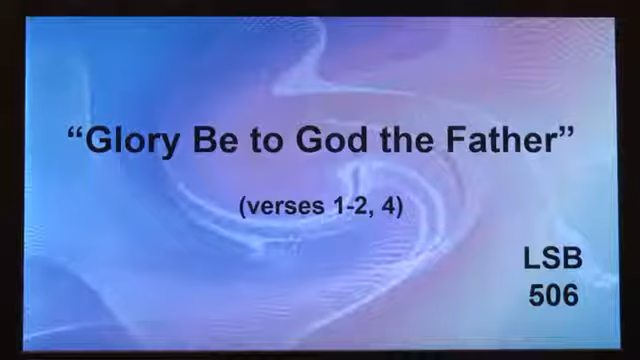 “Glory Be to God the Father”
(verses 1-2, 4)
LSB
506